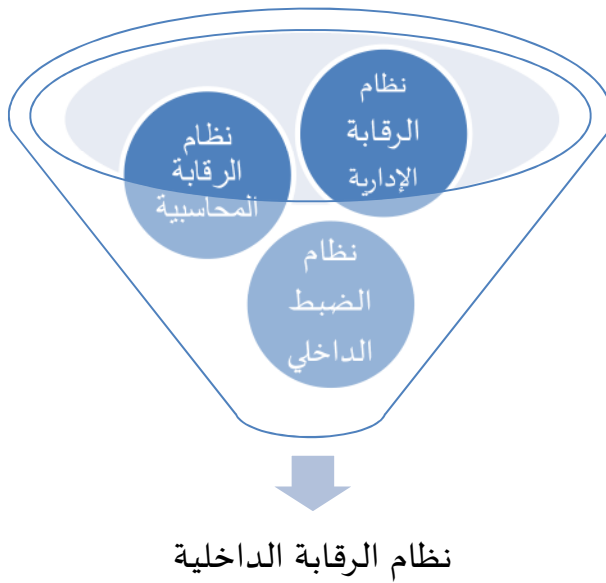 نظام
الرقابة
الإدارية
نظام
الرقابة
المحاسبية
نظام
الضبط
الداخلي
نظام الرقابة الداخلية